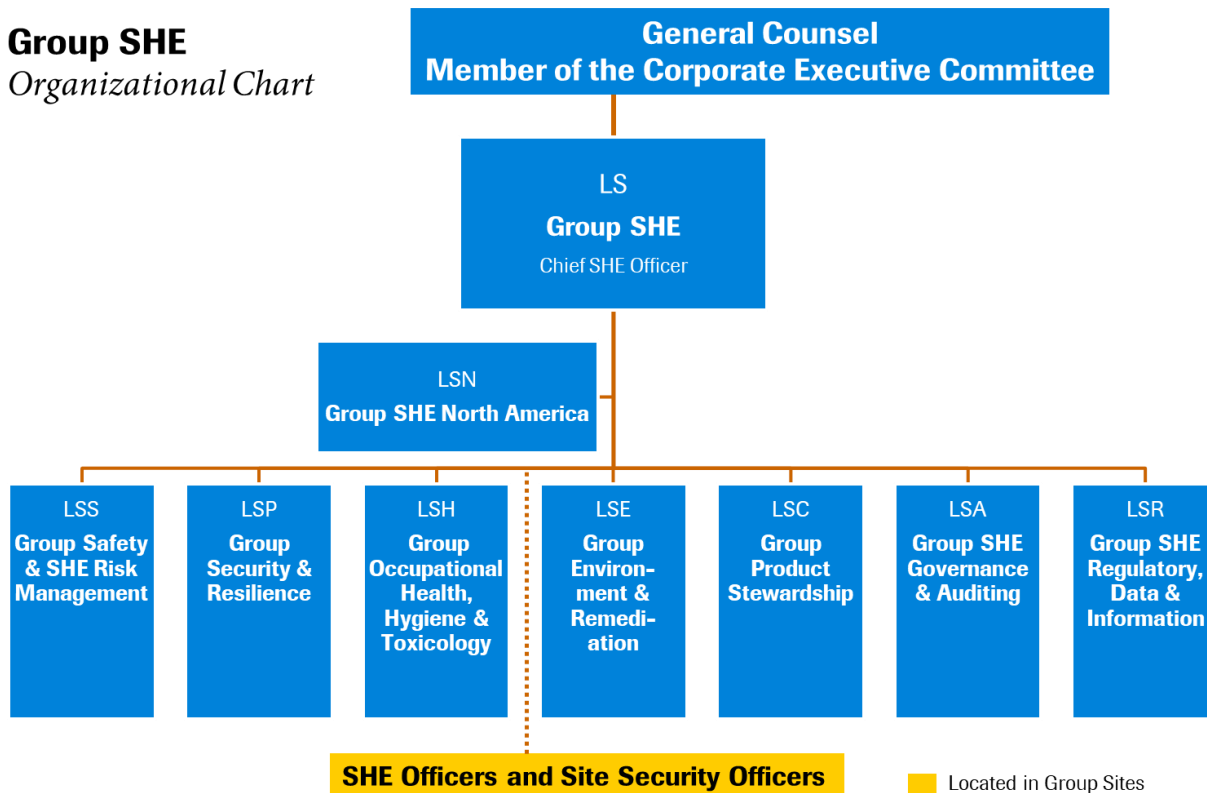 Group SHE
Organizational Chart
General Counsel
Member of the Corporate Executive Committee
LS
Group SHE
Chief SHE Officer
LSN
Group SHE North America
LSS
Group Safety
& SHE Risk
Management
LSP
Group
Security &
Resilience
LSH
Group
Occupational
Health,
Hygiene &
Toxicology
LSE
Group
Environ-
ment &
Remedi-
ation
LSC
Group
Product
Stewardship
LSA
Group SHE
Governance
& Auditing
LSR
Group SHE
Regulatory,
Data &
Information
SHE Officers and Site Security Officers
Located in Group Sites